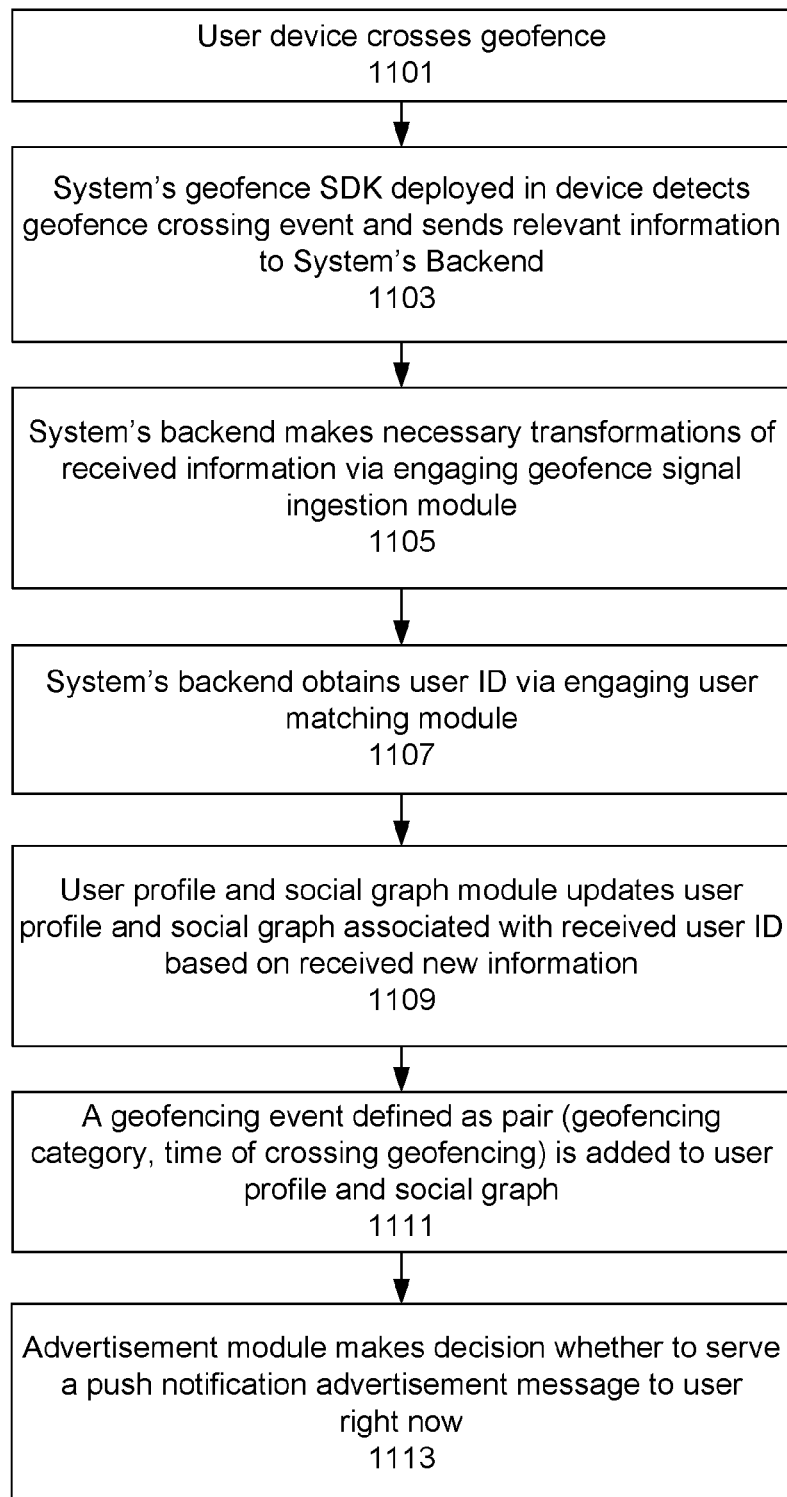 User device crosses geofence
1101
System's geofence SDK deployed in device detects
geofence crossing event and sends relevant information
to System's Backend
1103
System's backend makes necessary transformations of
received information via engaging geofence signal
ingestion module
1105
System's backend obtains user ID via engaging user
matching module
1107
User profile and social graph module updates user
profile and social graph associated with received user ID
based on received new information
1109
A geofencing event defined as pair (geofencing
category, time of crossing geofencing) is added to user
profile and social graph
1111
Advertisement module makes decision whether to serve
a push notification advertisement message to user
right now
1113